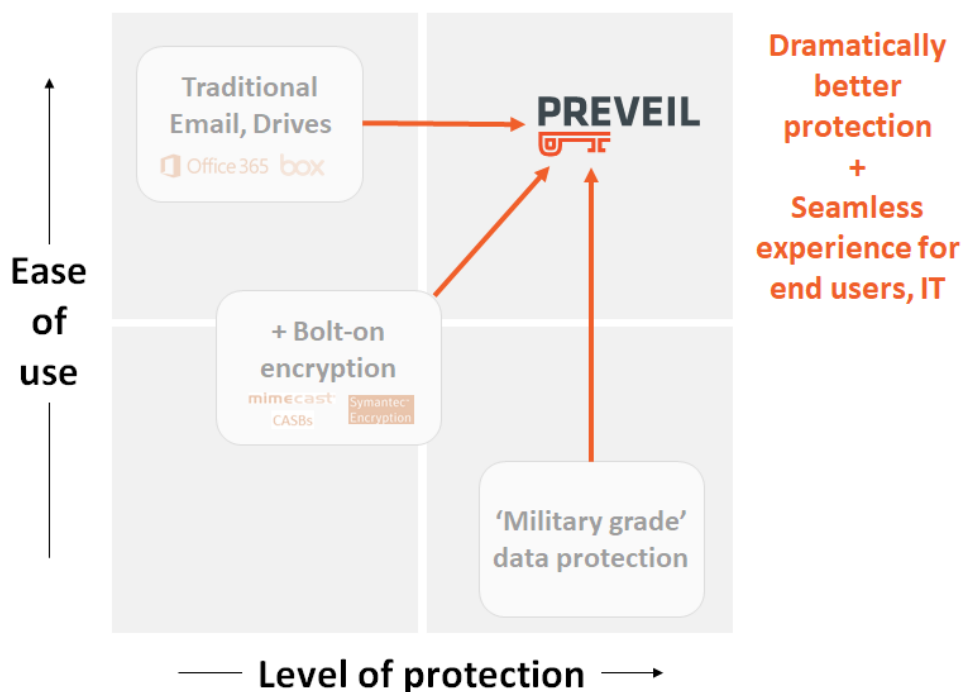 Traditional
Email, Drives
Office 365 box
PREVEIL
Dramatically
better
protection
+
Seamless
experience for
end users, IT
Ease
of
use
+ Bolt-on
encryption
mimecast
CASBs
Symantec™
Encryption
‘Military grade’
data protection
Level of protection